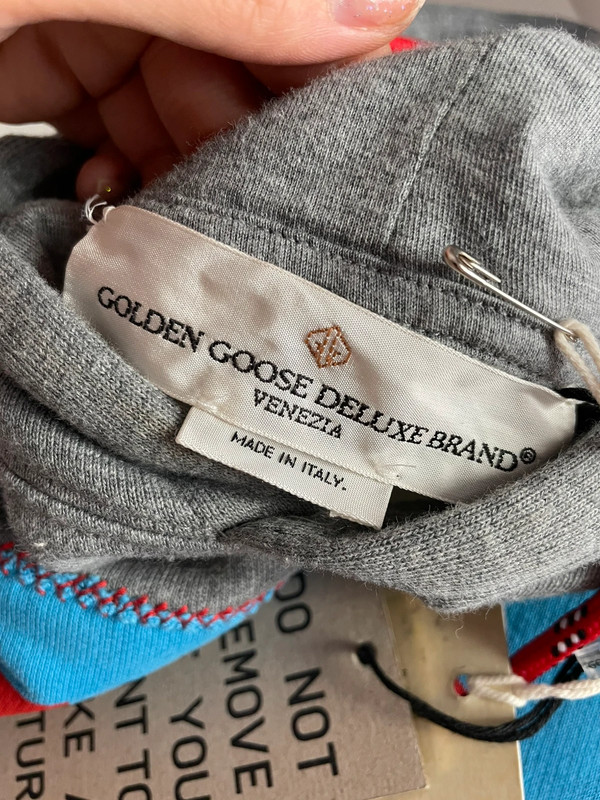 GOLDEN GOOSE DELUXE BRAND®
VENEZIA
MADE IN ITALY.
DO NOT
REMOVE
YOU